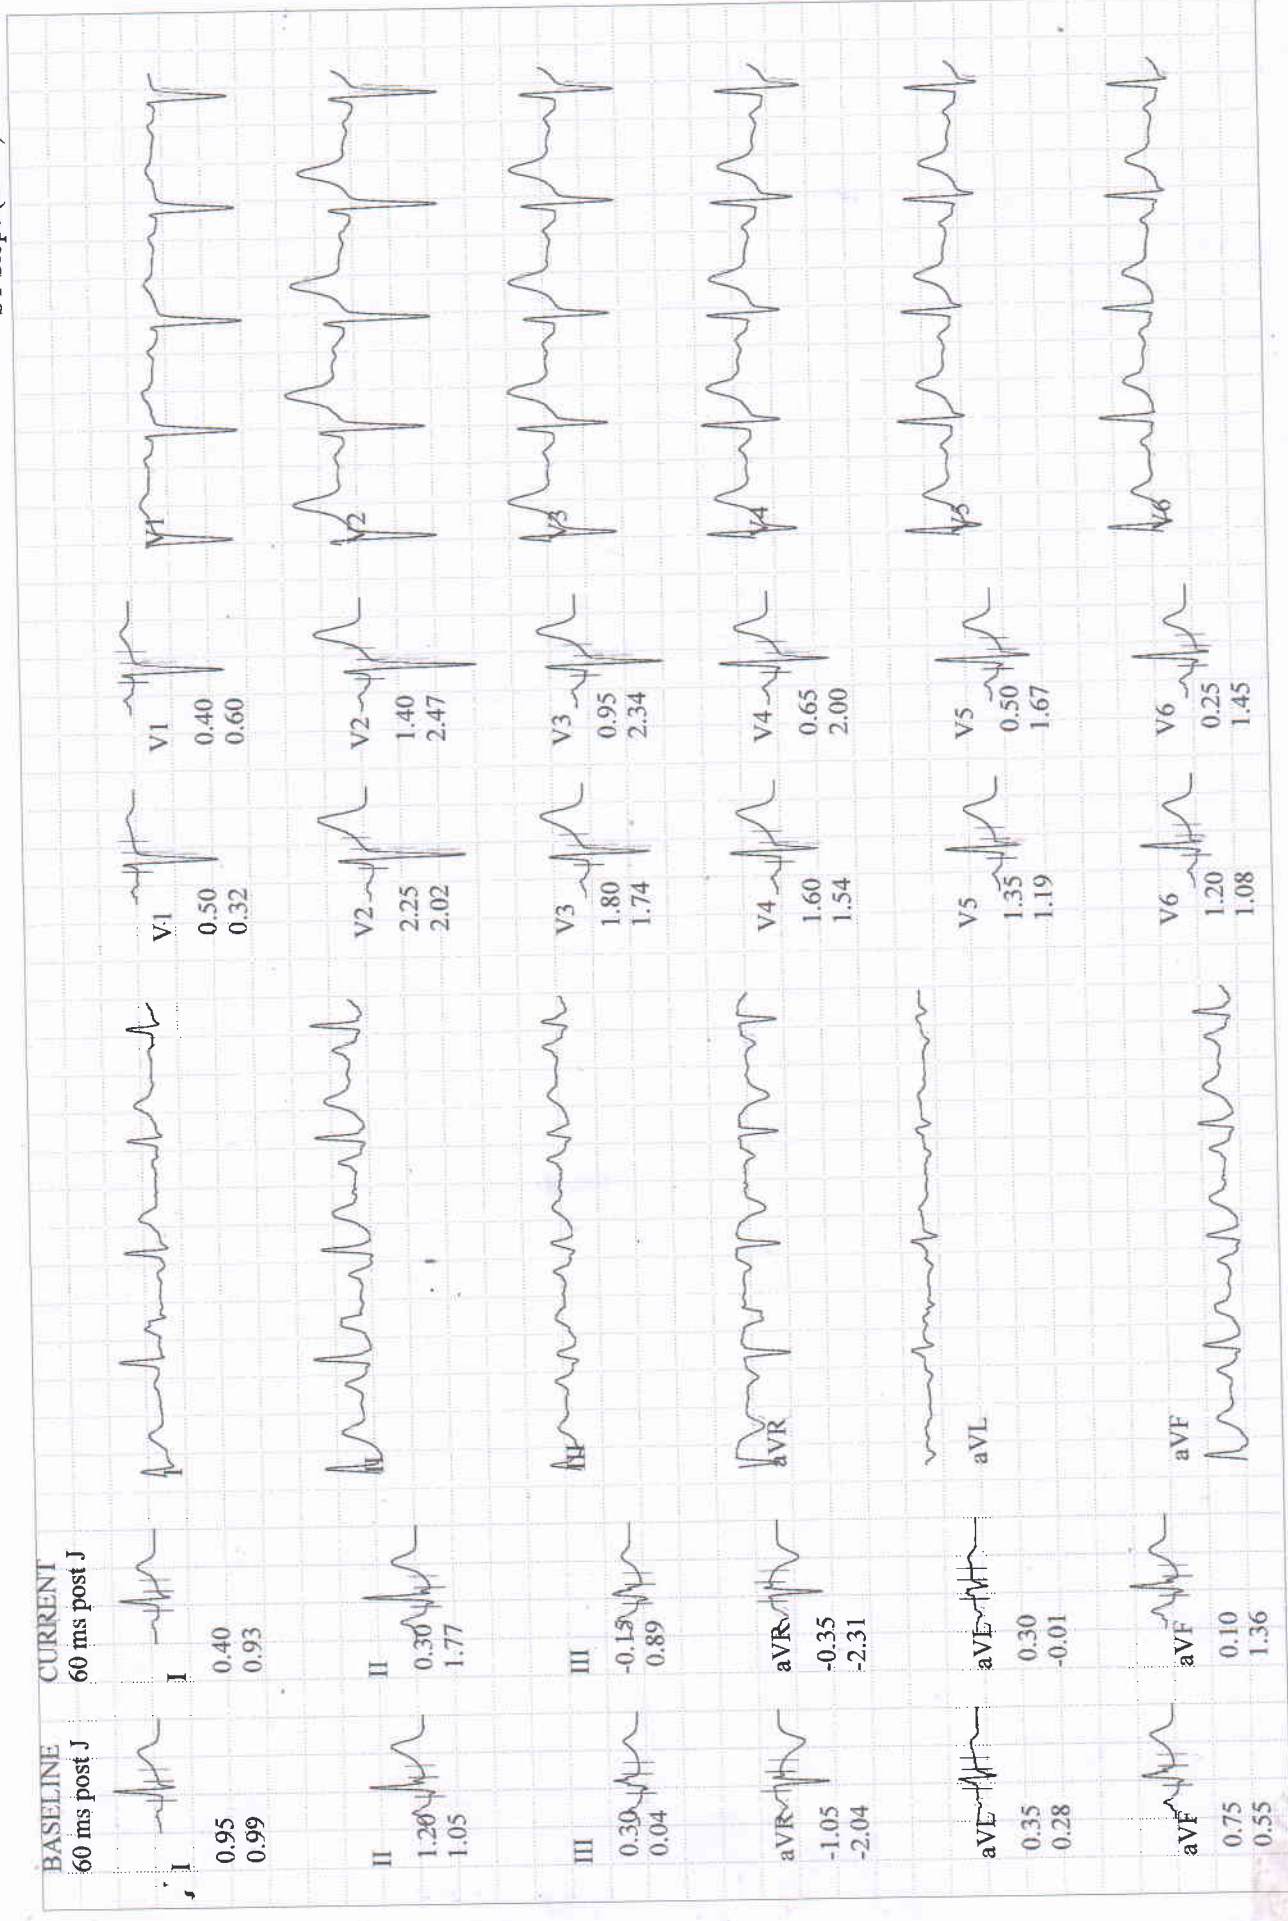 BASELINE CURRENT
60 ms post J 60 ms post J
I I I V1 V1 V1
0.95 0.40 0.50 0.40
0.99 0.93 0.32 0.60
II II II V2 V2 V2
1.20 0.30 2.25 1.40
1.05 1.77 2.02 2.47
III III III V3 V3 V3
0.30 -0.15 1.80 0.95
0.04 0.89 1.74 2.34
aVR aVR aVR V4 V4 V4
-1.05 -0.35 1.60 0.65
-2.04 -2.31 1.54 2.00
aVL aVL aVL V5 V5 V5
0.35 0.30 1.35 0.50
0.28 -0.01 1.19 1.67
aVF aVF aVF V6 V6 V6
0.75 0.10 1.20 0.25
0.55 1.36 1.08 1.45